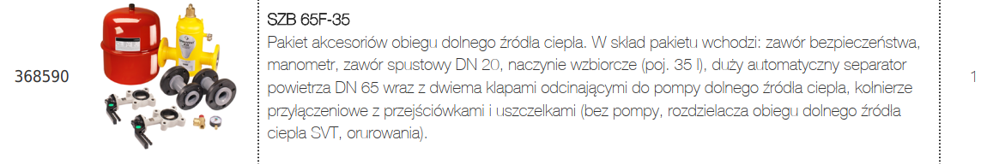 SZB 65F-35
Pakiet akcesoriów obiegu dolnego źródła ciepła. W skład pakietu wchodzi: zawór bezpieczeństwa,
manometr, zawór spustowy DN 20, naczynie wzbiorcze (poj. 35 l), duży automatyczny separator
368590
powietrza DN 65 wraz z dwiema klapami odcinającymi do pompy dolnego źródła ciepła, kołnierze
1
przyłączeniowe z przejściówkami i uszczelkami (bez pompy, rozdzielacza obiegu dolnego źródła
ciepła SVT, orurowania).